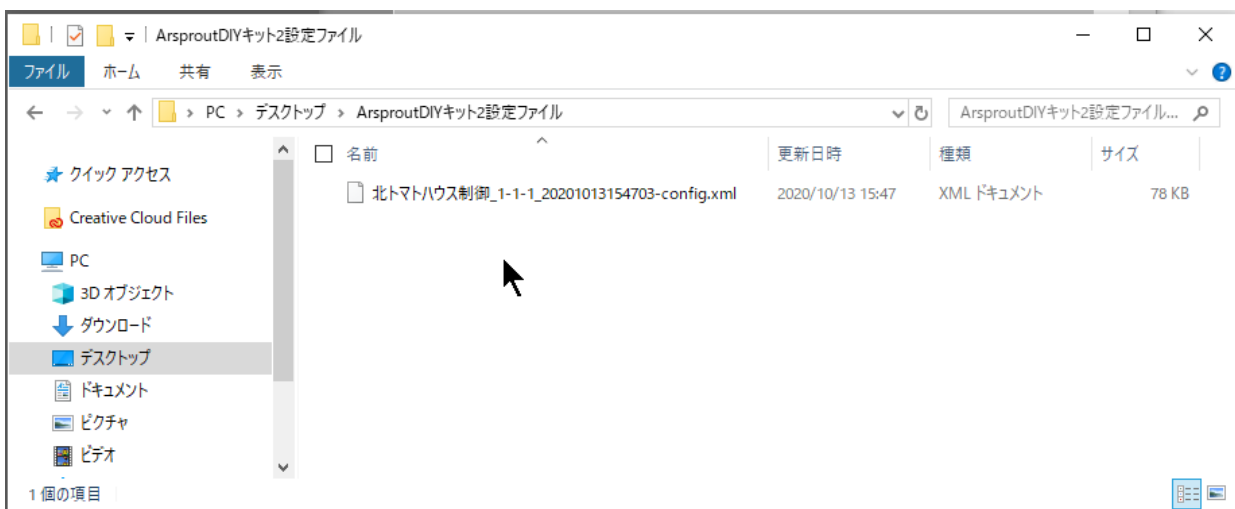 ArsproutDIYキット2設定ファイル
ファイル ホーム 共有 表示
PC › デスクトップ › ArsproutDIYキット2設定ファイル
ArsproutDIYキット2設定ファイル...
クイック アクセス
Creative Cloud Files
PC
3D オブジェクト
ダウンロード
デスクトップ
ドキュメント
ピクチャ
ビデオ
名前 更新日時 種類 サイズ
北トマトハウス制御_1-1-1_20201013154703-config.xml 2020/10/13 15:47 XML ドキュメント 78 KB
1 個の項目